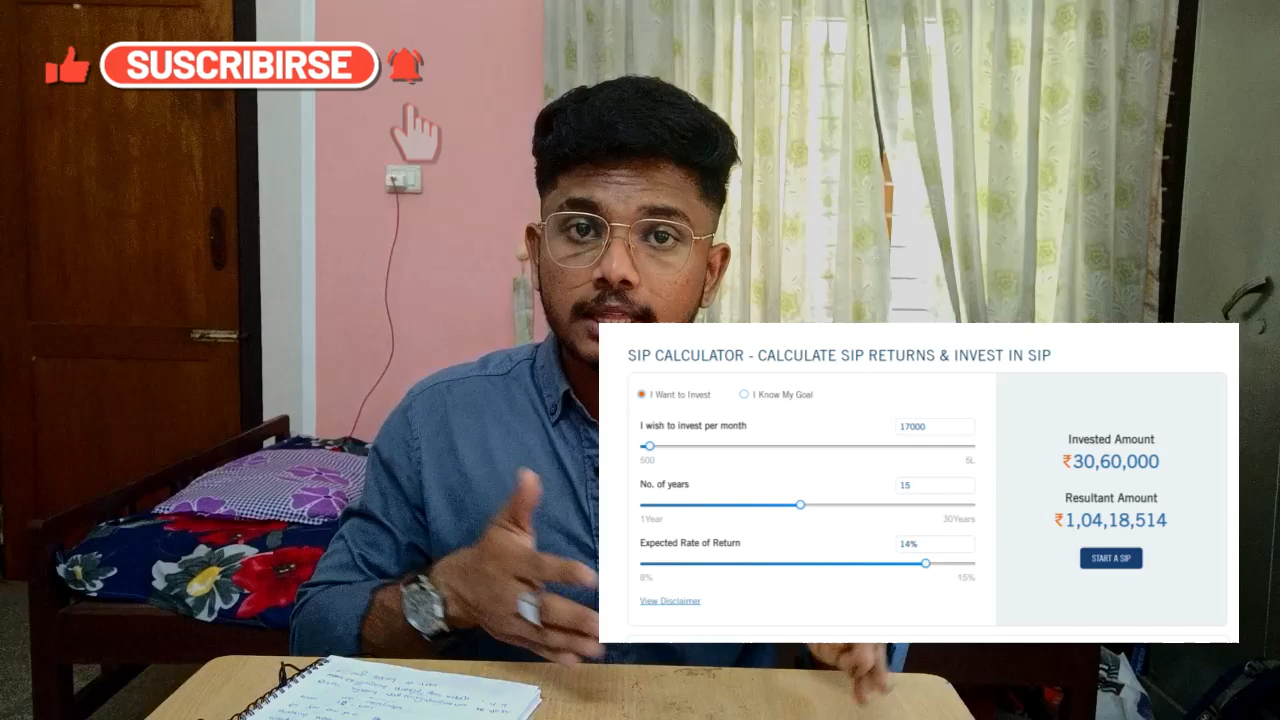 SUSCRIBIRSE
SIP CALCULATOR - CALCULATE SIP RETURNS & INVEST IN SIP
I Want to Invest
I Know My Goal
I wish to invest per month
17000
500
5L
No. of years
15
1Year
30Years
Expected Rate of Return
14%
8%
15%
View Disclaimer
Invested Amount
₹30,60,000
Resultant Amount
₹1,04,18,514
START A SIP